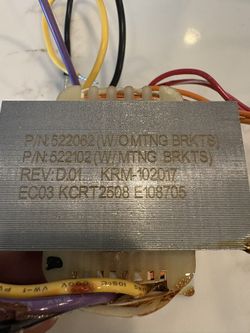 P/N:522062(W/OMTNG BRKTS)
P/N:522102(W/MTNG BRKTS)
REV:D.01 KRM-102017
EC03 KCRT2508 E108705